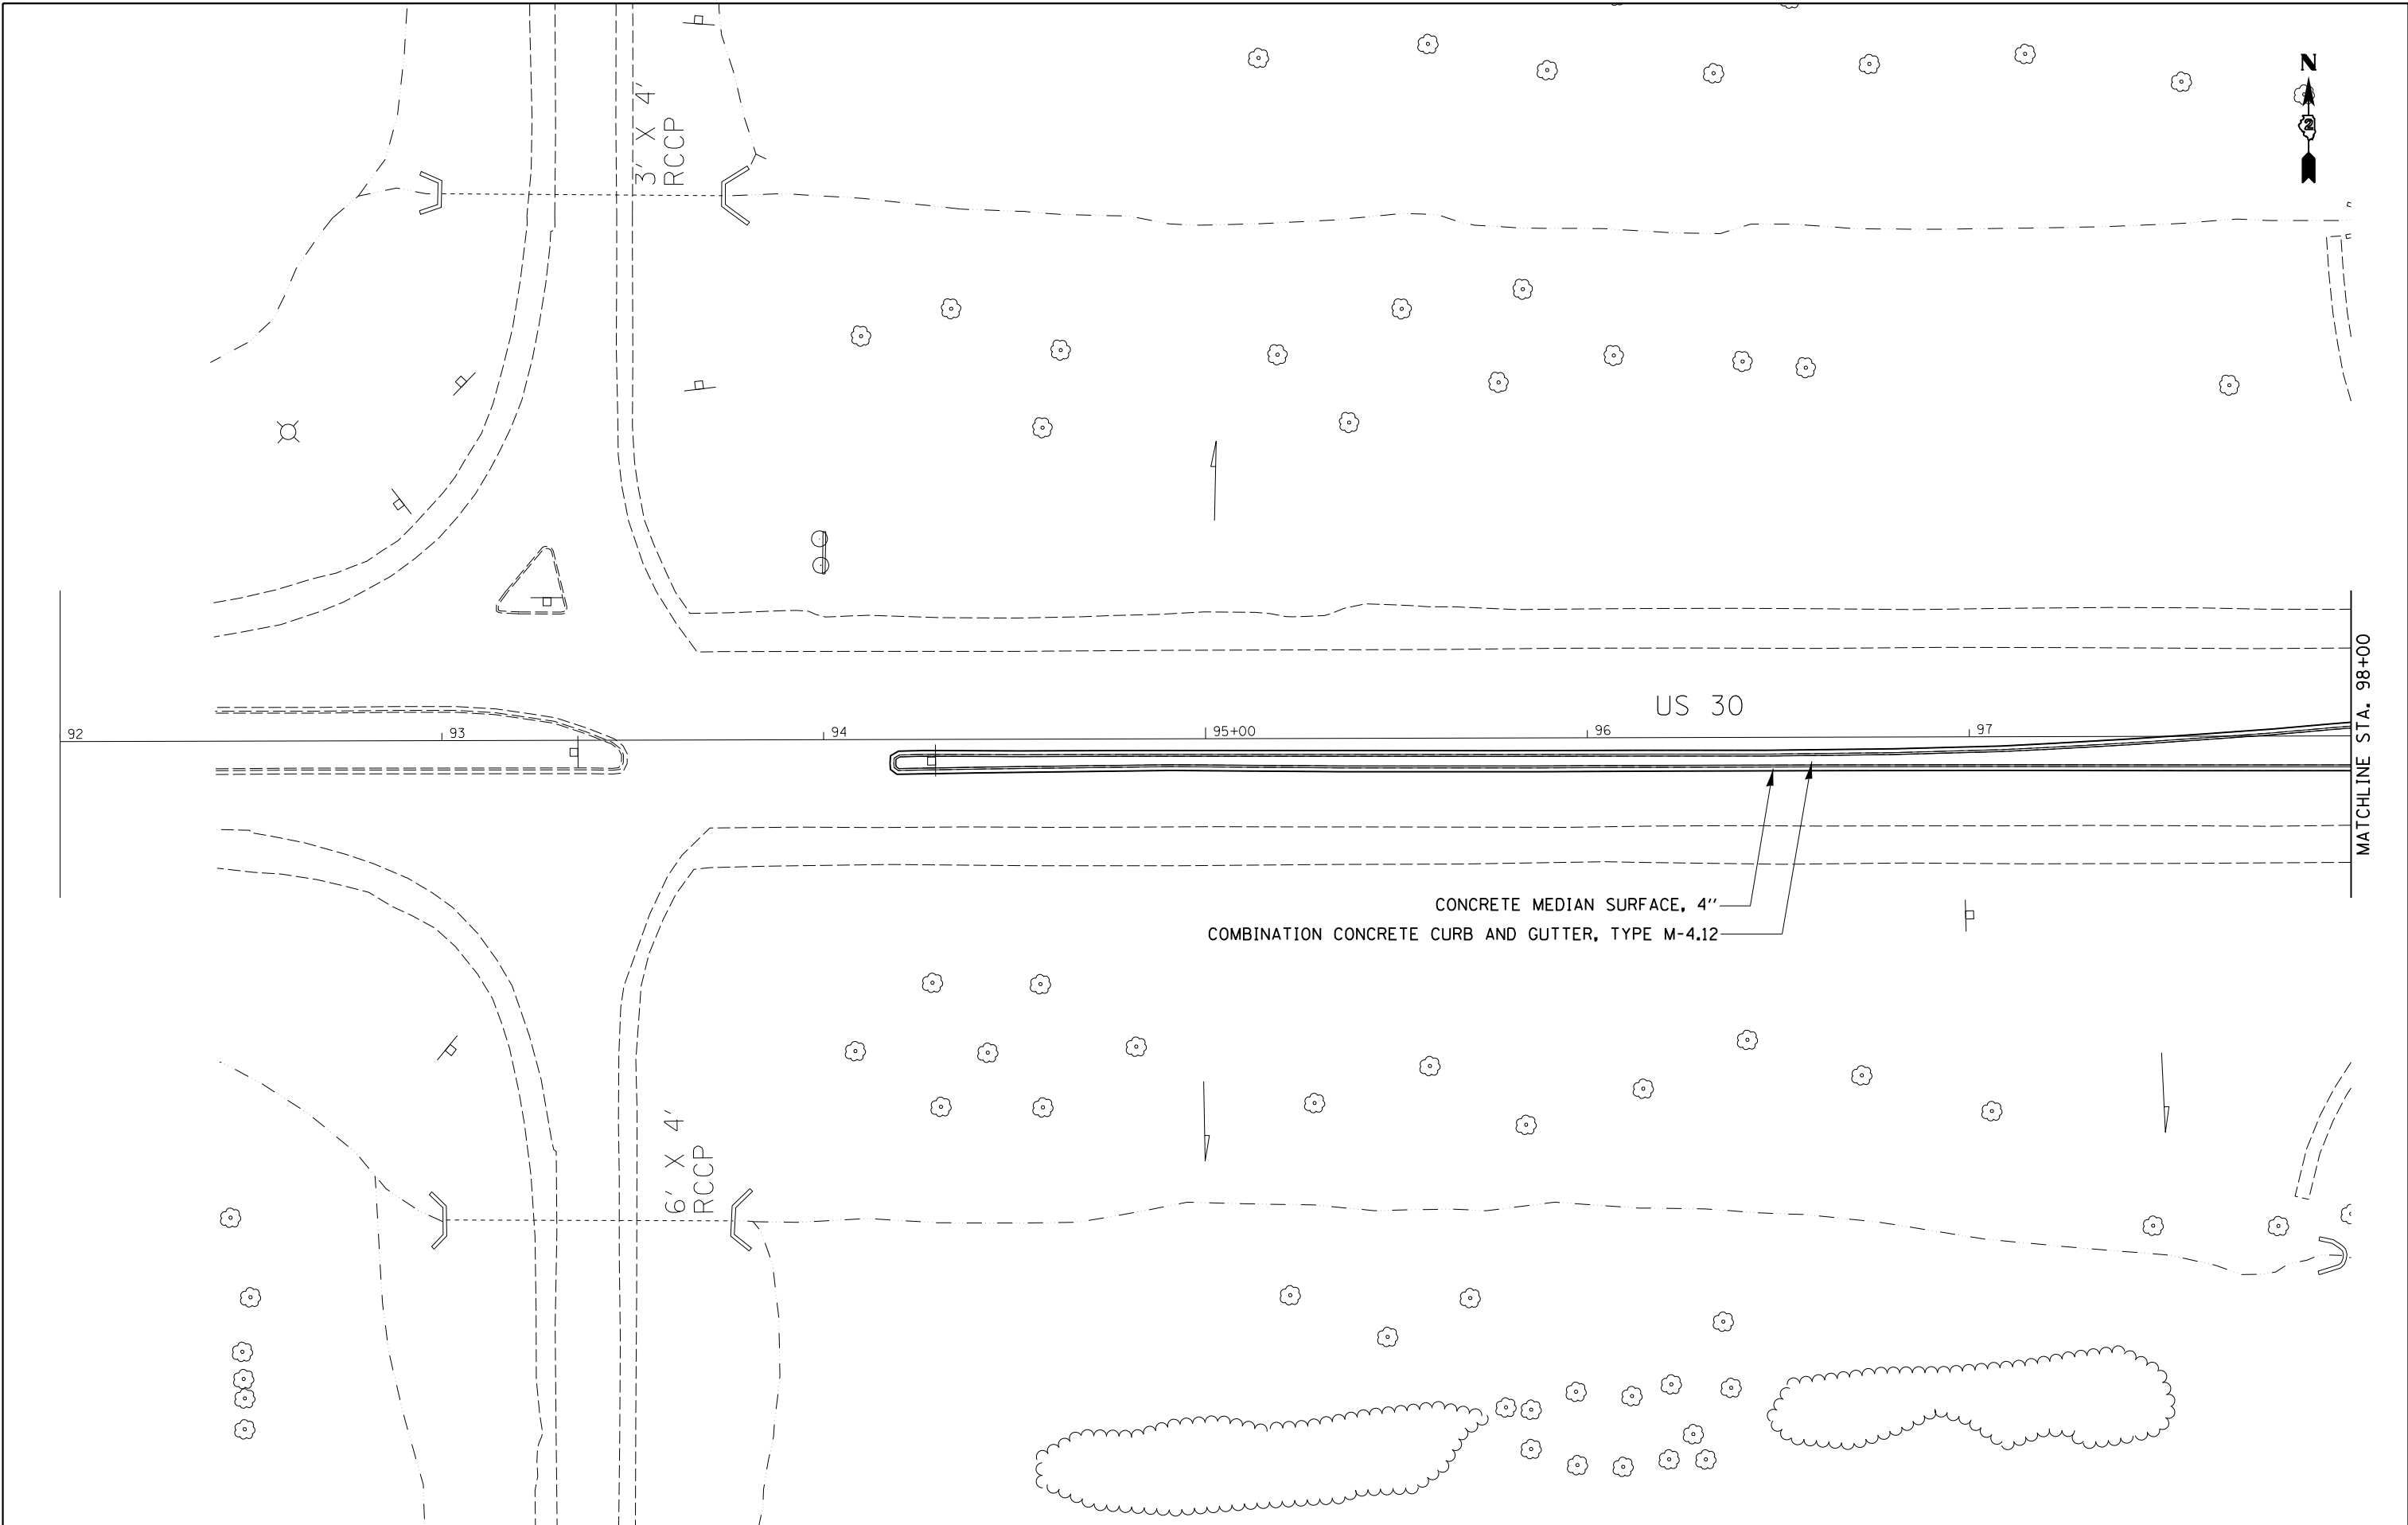 N
2
3' X 4'
RCCP
US 30
92
93
94
95+00
96
97
MATCHLINE STA. 98+00
CONCRETE MEDIAN SURFACE, 4"
COMBINATION CONCRETE CURB AND GUTTER, TYPE M-4.12
6' X 4'
RCCP